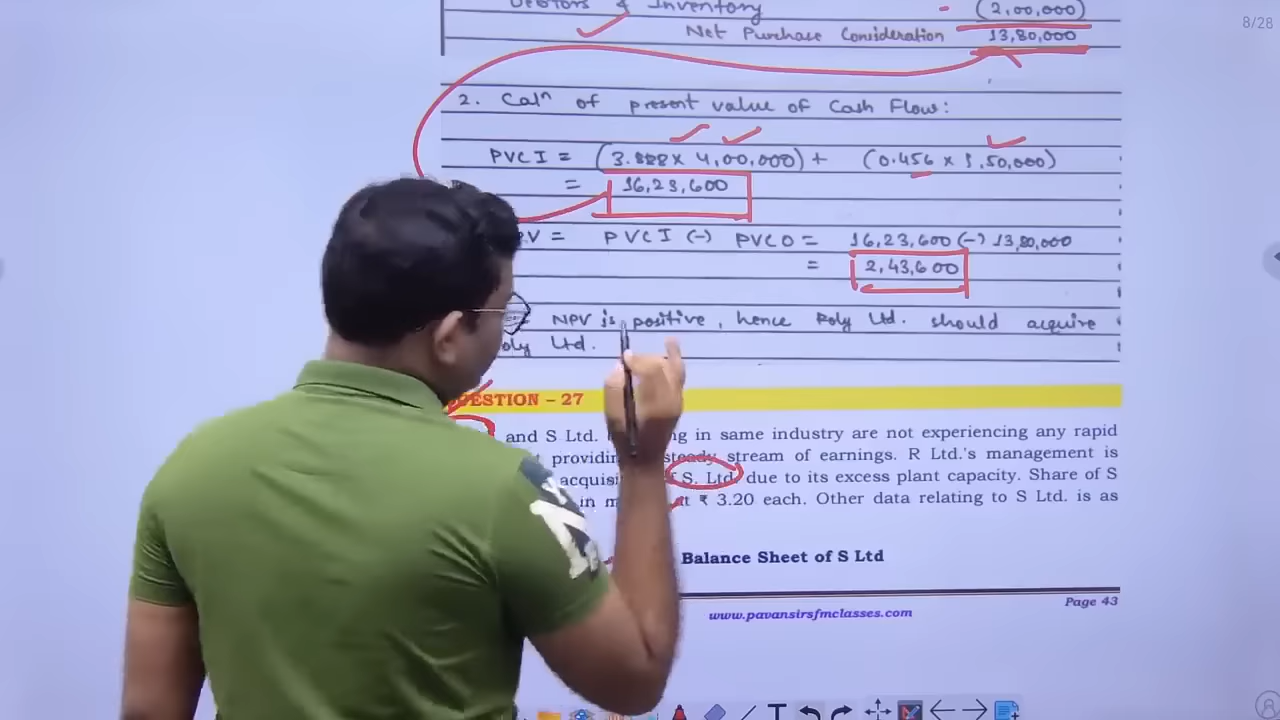 8/28
Debtors & Inventory (2,00,000)
Net Purchase Consideration 13,80,000
2. Calⁿ of present value of Cash Flow:
PVCI = (3.888 x 4,00,000) + (0.456 x 1,50,000)
= 16,23,600
= PVCI (-) PVCO = 16,23,600 (-) 13,80,000
= 2,43,600
NPV is positive, hence Roly Ltd. should acquire
Ltd.
QUESTION – 27
and S Ltd. in same industry are not experiencing any rapid
steady stream of earnings. R Ltd.'s management is
S. Ltd due to its excess plant capacity. Share of S
in at ₹ 3.20 each. Other data relating to S Ltd. is as
Balance Sheet of S Ltd
Page 43
www.pavansirsfmclasses.com
T